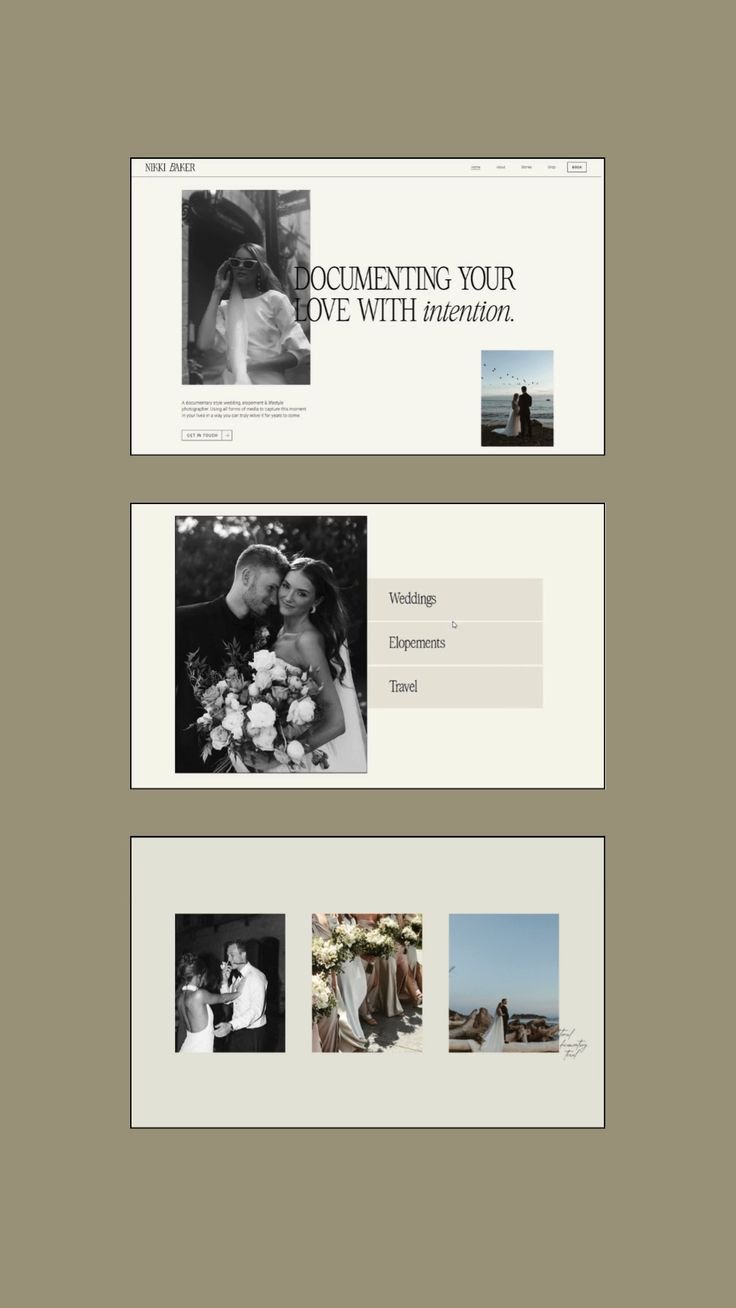 NIKKI BAKER
Home About Stories Shop BOOK
DOCUMENTING YOUR
LOVE WITH intention.
A documentary style wedding, elopement & lifestyle
photographer. Using all forms of media to capture this moment
in your lives in a way you can truly relive it for years to come.
GET IN TOUCH →
Weddings
Elopements
Travel